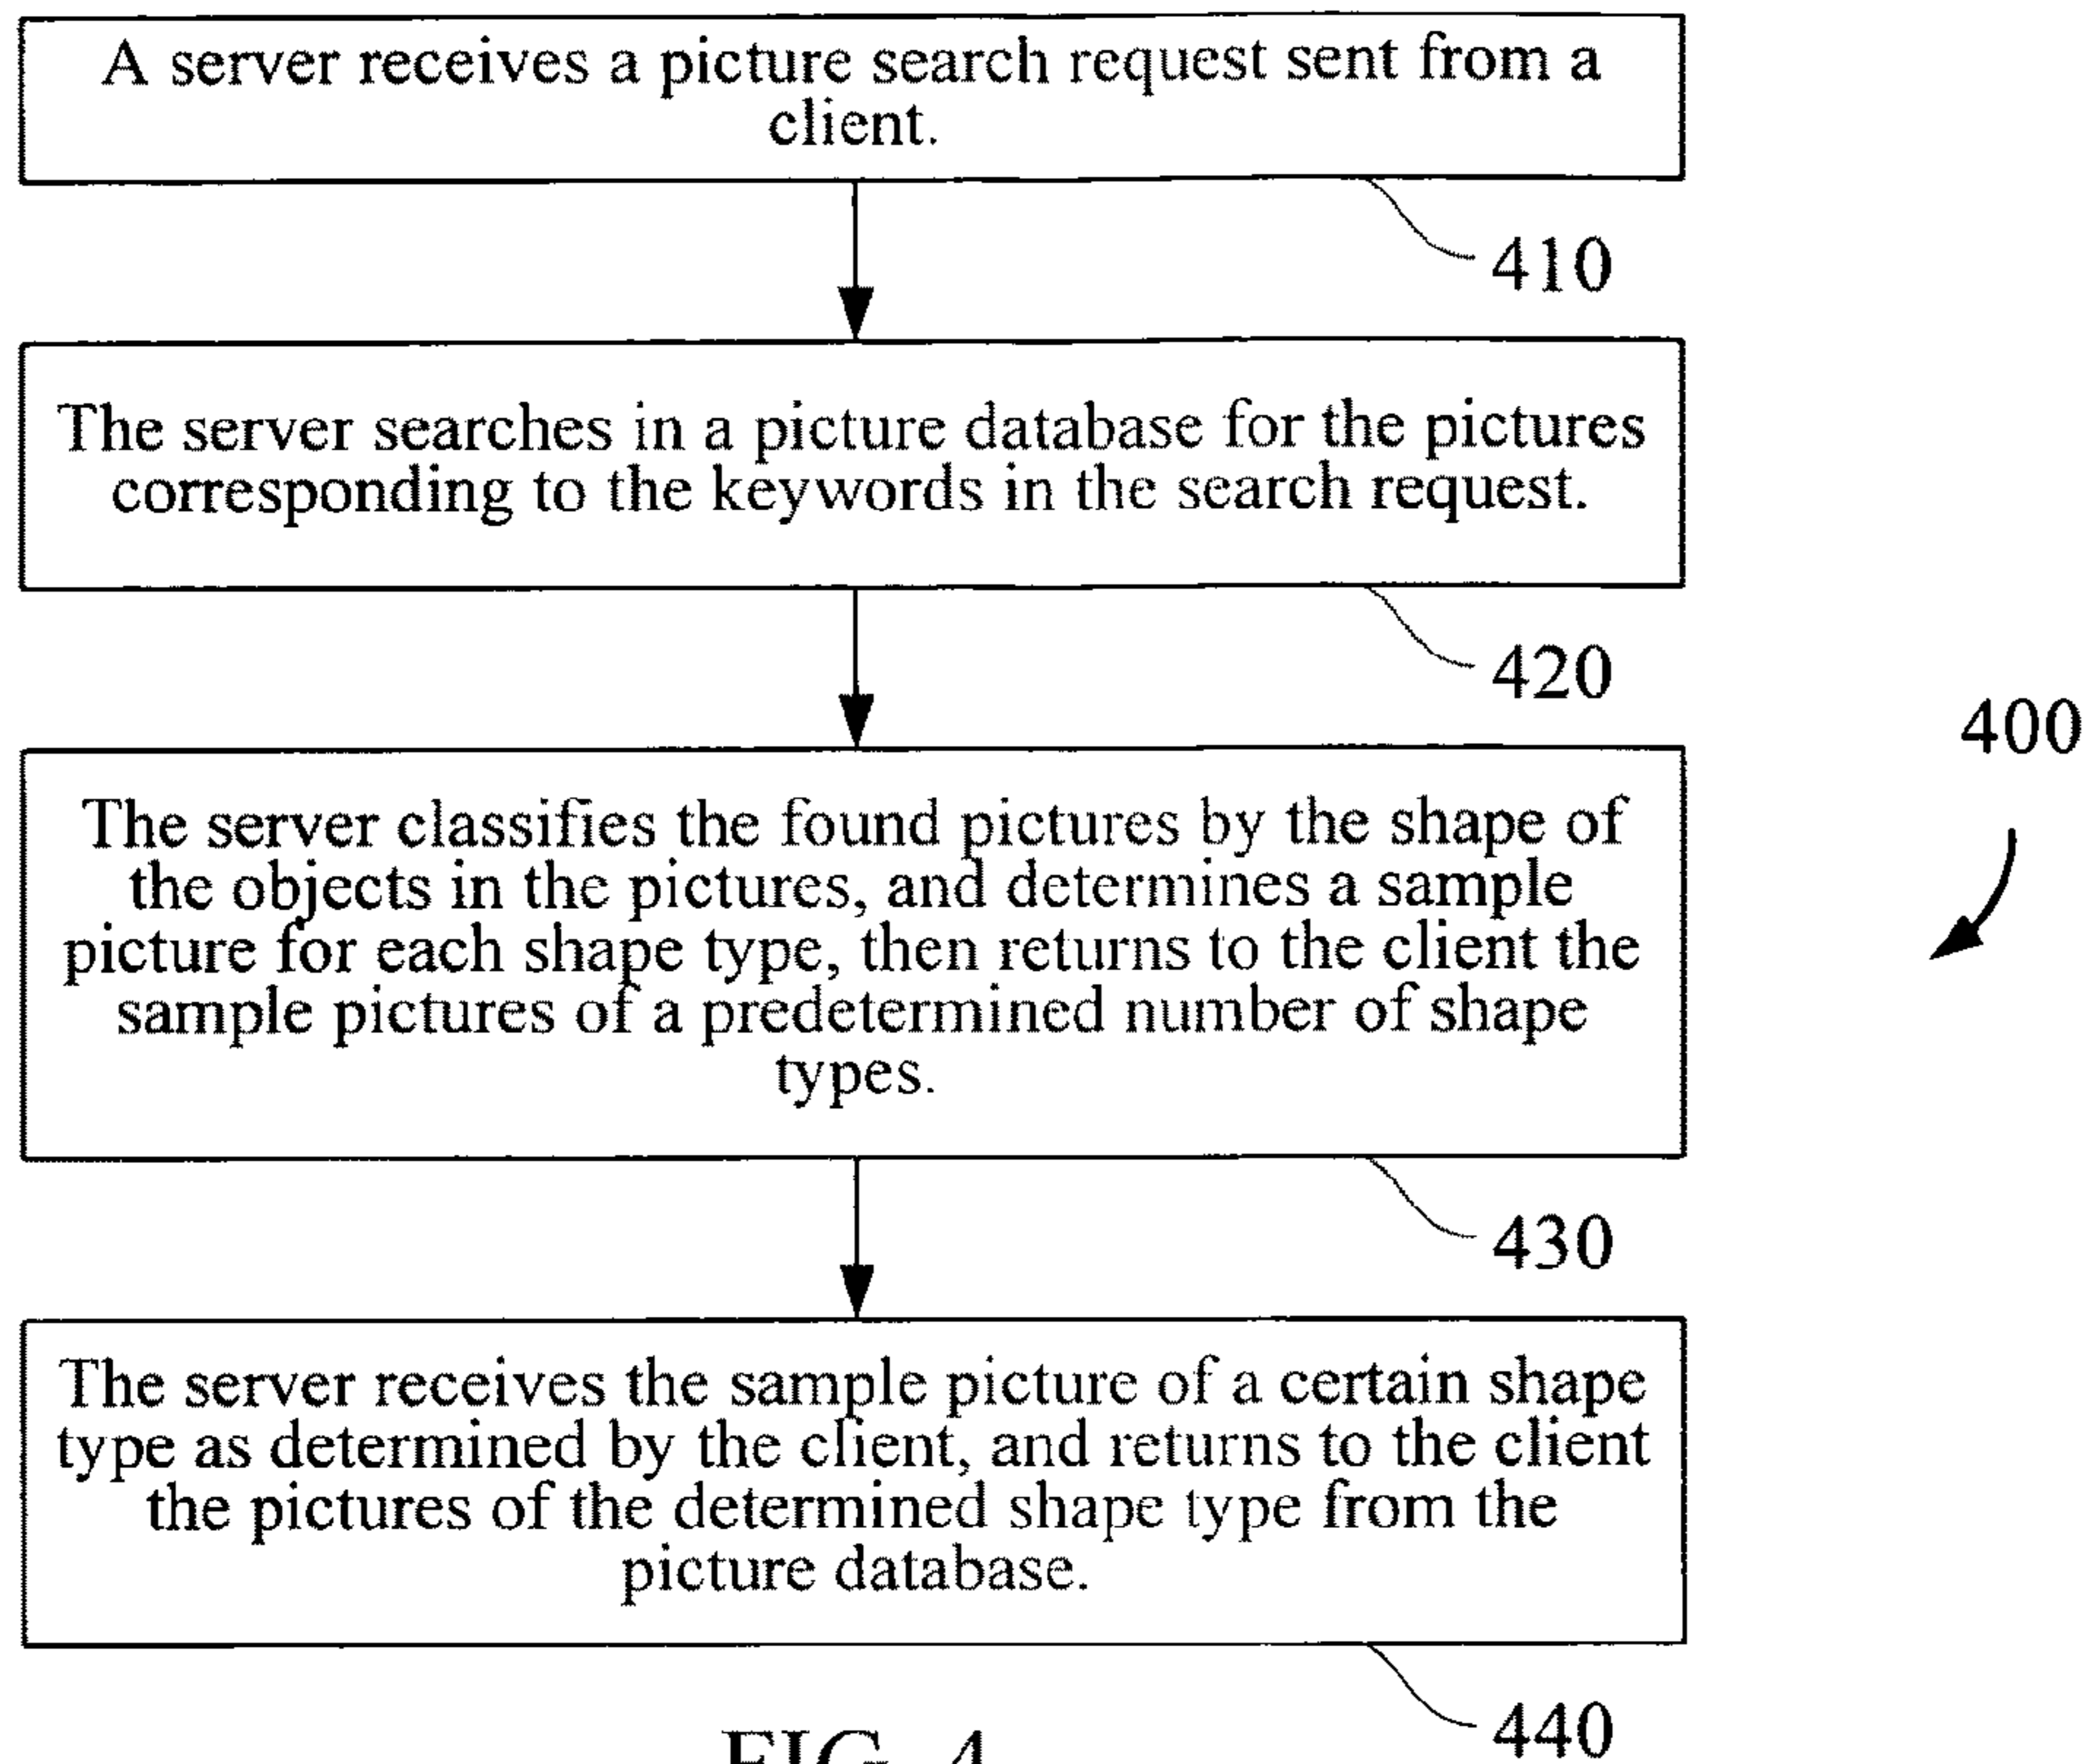 A server receives a picture search request sent from a
client.
410
The server searches in a picture database for the pictures
corresponding to the keywords in the search request.
420
400
The server classifies the found pictures by the shape of
the objects in the pictures, and determines a sample
picture for each shape type, then returns to the client the
sample pictures of a predetermined number of shape
types.
430
The server receives the sample picture of a certain shape
type as determined by the client, and returns to the client
the pictures of the determined shape type from the
picture database.
440
FIG. 4